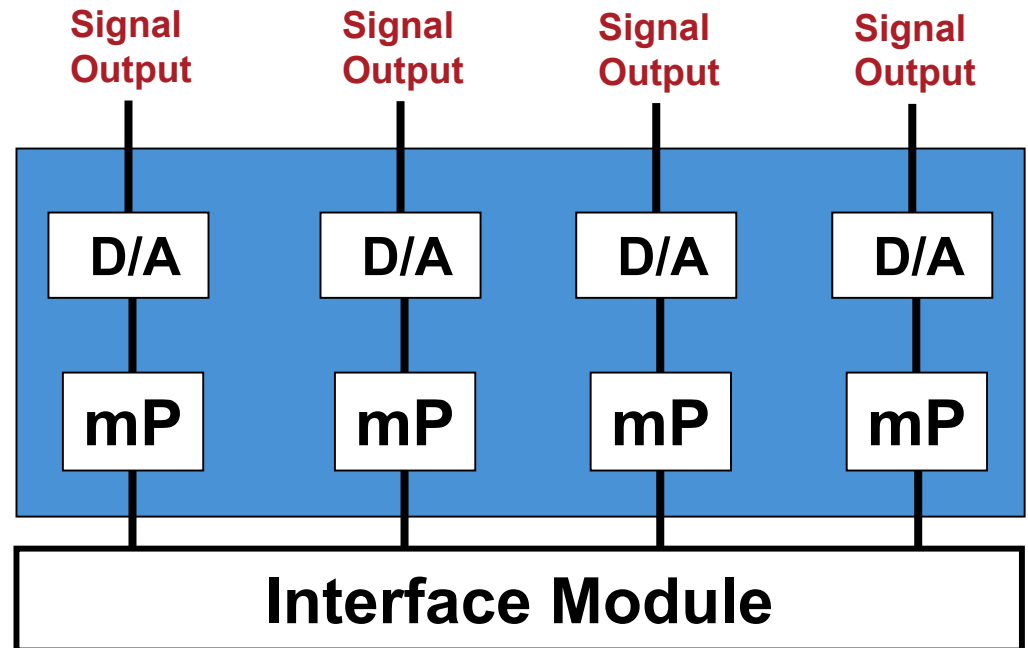 Signal
Output
Signal
Output
Signal
Output
Signal
Output
D/A
D/A
D/A
D/A
mP
mP
mP
mP
Interface Module